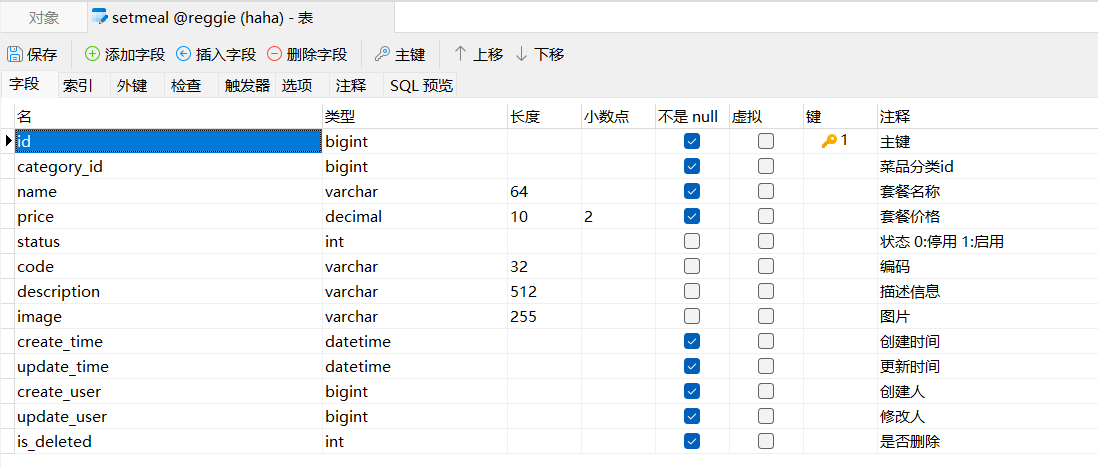 对象 setmeal @reggie (haha) - 表
保存 添加字段 插入字段 删除字段 主键 上移 下移
字段 索引 外键 检查 触发器 选项 注释 SQL 预览
名 类型 长度 小数点 不是 null 虚拟 键 注释
id bigint 1 主键
category_id bigint 菜品分类id
name varchar 64 套餐名称
price decimal 10 2 套餐价格
status int 状态 0:停用 1:启用
code varchar 32 编码
description varchar 512 描述信息
image varchar 255 图片
create_time datetime 创建时间
update_time datetime 更新时间
create_user bigint 创建人
update_user bigint 修改人
is_deleted int 是否删除